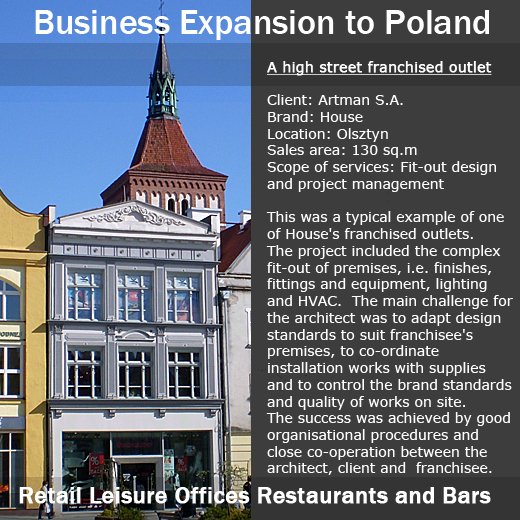 Business Expansion to Poland
A high street franchised outlet
Client: Artman S.A.
Brand: House
Location: Olsztyn
Sales area: 130 sq.m
Scope of services: Fit-out design
and project management
This was a typical example of one
of House's franchised outlets.
The project included the complex
fit-out of premises, i.e. finishes,
fittings and equipment, lighting
and HVAC.  The main challenge for
the architect was to adapt design
standards to suit franchisee's
premises, to co-ordinate
installation works with supplies
and to control the brand standards
and quality of works on site.
The success was achieved by good
organisational procedures and
close co-operation between the
architect, client and  franchisee.
Retail Leisure Offices Restaurants and Bars